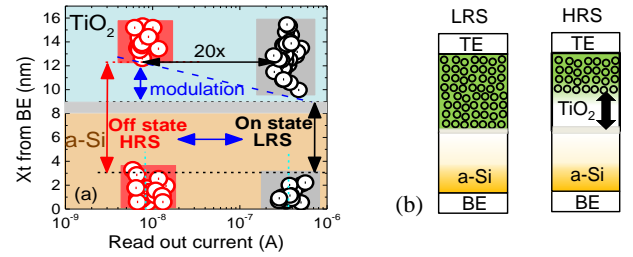 TiO2
16
14
12
10
8
6
4
2
0
Xt from BE (nm)
20x
modulation
Off state
HRS
On state
LRS
a-Si
(a)
10^-9
10^-8
10^-7
10^-6
Read out current (A)
LRS
HRS
TE
TE
TiO2
a-Si
a-Si
BE
BE
(b)